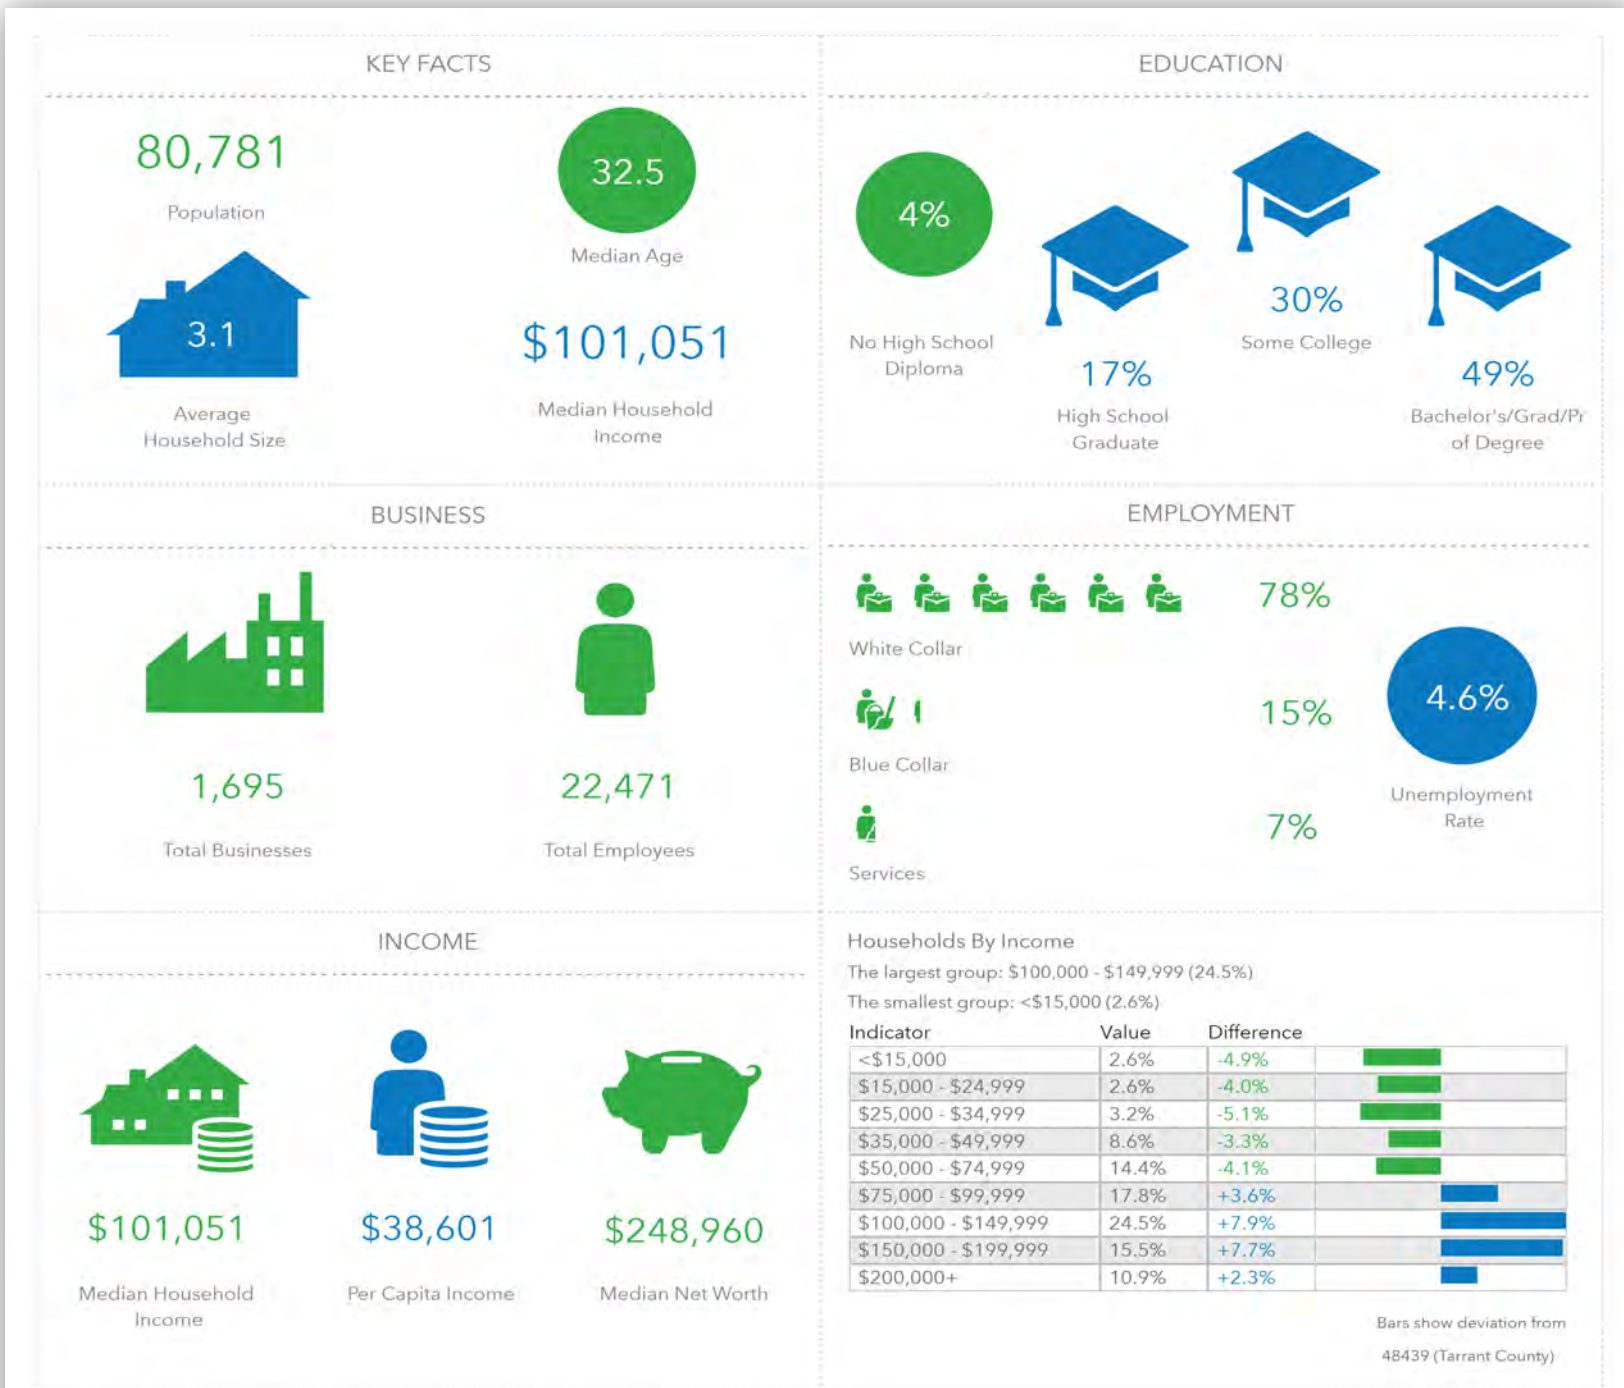 KEY FACTS
80,781
Population
32.5
Median Age
3.1
Average
Household Size
$101,051
Median Household
Income
EDUCATION
4%
No High School
Diploma
17%
High School
Graduate
30%
Some College
49%
Bachelor's/Grad/Pr
of Degree
BUSINESS
1,695
Total Businesses
22,471
Total Employees
EMPLOYMENT
78%
White Collar
15%
Blue Collar
7%
Services
4.6%
Unemployment
Rate
INCOME
$101,051
Median Household
Income
$38,601
Per Capita Income
$248,960
Median Net Worth
Households By Income
The largest group: $100,000 - $149,999 (24.5%)
The smallest group: <$15,000 (2.6%)
Indicator Value Difference
<$15,000 2.6% -4.9%
$15,000 - $24,999 2.6% -4.0%
$25,000 - $34,999 3.2% -5.1%
$35,000 - $49,999 8.6% -3.3%
$50,000 - $74,999 14.4% -4.1%
$75,000 - $99,999 17.8% +3.6%
$100,000 - $149,999 24.5% +7.9%
$150,000 - $199,999 15.5% +7.7%
$200,000+ 10.9% +2.3%
Bars show deviation from
48439 (Tarrant County)